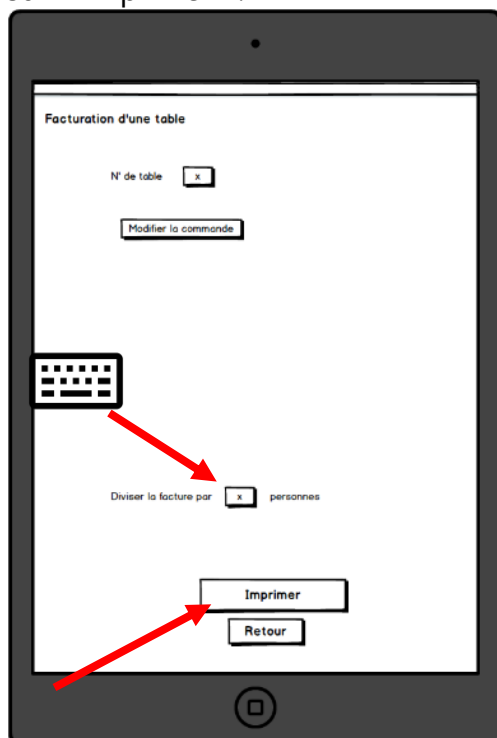 Facturation d'une table
N° de table x
Modifier la commande
Diviser la facture par x personnes
Imprimer
Retour